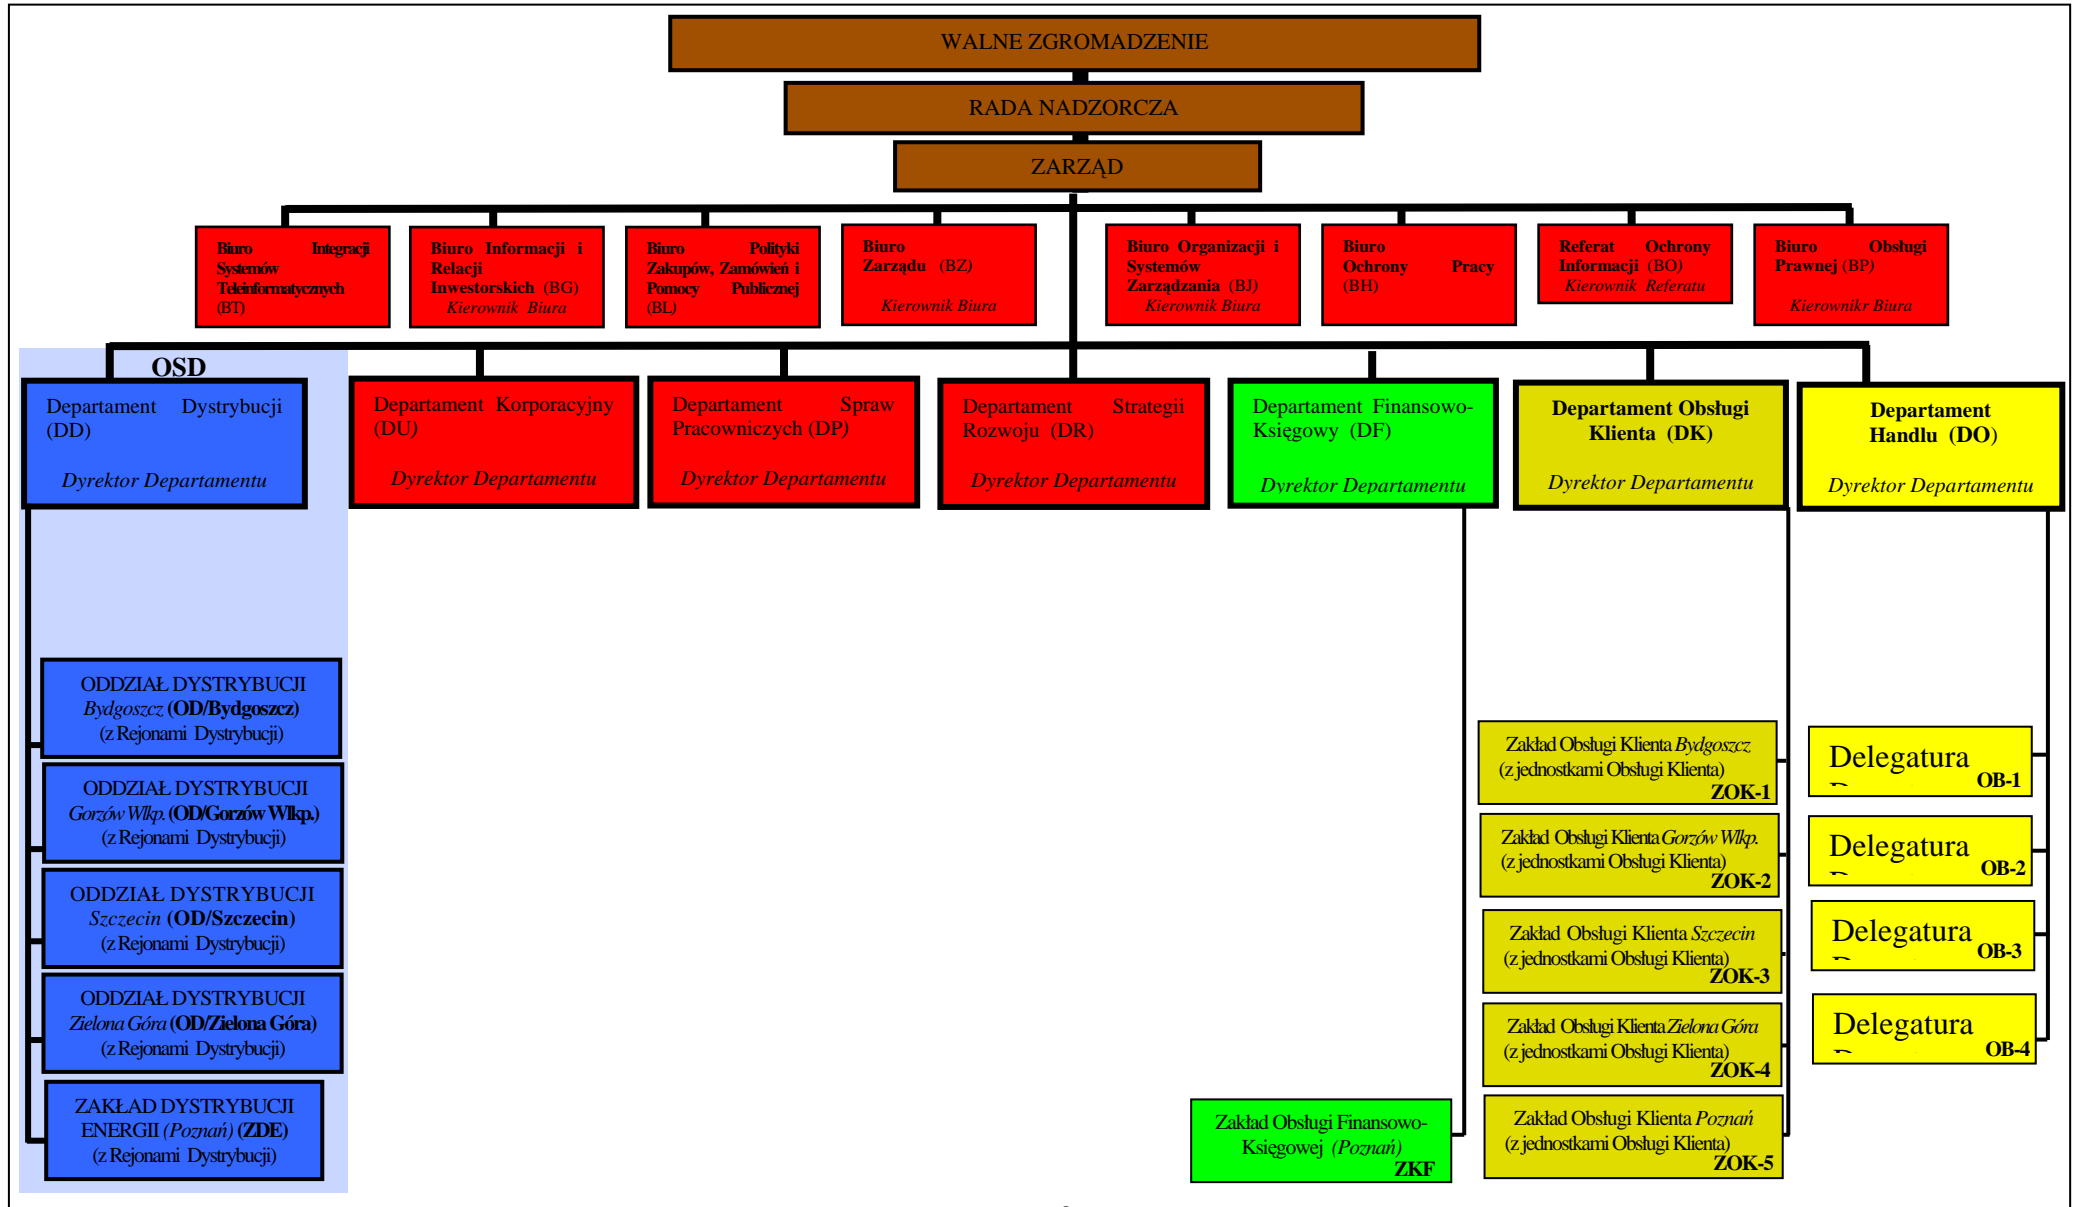 WALNE ZGROMADZENIE
RADA NADZORCZA
ZARZĄD
Biuro Integracji
Systemów
Teleinformatycznych
(BT)
Biuro Informacji i
Relacji
Inwestorskich (BG)
Kierownik Biura
Biuro Polityki
Zakupów, Zamówień i
Pomocy Publicznej
(BL)
Biuro
Zarządu (BZ)
Kierownik Biura
Biuro Organizacji i
Systemów
Zarządzania (BJ)
Kierownik Biura
Biuro
Ochrony Pracy
(BH)
Referat Ochrony
Informacji (BO)
Kierownik Referatu
Biuro Obsługi
Prawnej (BP)
Kierownikr Biura
OSD
Departament Dystrybucji
(DD)
Dyrektor Departamentu
Departament Korporacyjny
(DU)
Dyrektor Departamentu
Departament Spraw
Pracowniczych (DP)
Dyrektor Departamentu
Departament Strategii
Rozwoju (DR)
Dyrektor Departamentu
Departament Finansowo-
Księgowy (DF)
Dyrektor Departamentu
Departament Obsługi
Klienta (DK)
Dyrektor Departamentu
Departament
Handlu (DO)
Dyrektor Departamentu
ODDZIAŁ DYSTRYBUCJI
Bydgoszcz (OD/Bydgoszcz)
(z Rejonami Dystrybucji)
ODDZIAŁ DYSTRYBUCJI
Gorzów Wlkp. (OD/Gorzów Wlkp.)
(z Rejonami Dystrybucji)
ODDZIAŁ DYSTRYBUCJI
Szczecin (OD/Szczecin)
(z Rejonami Dystrybucji)
ODDZIAŁ DYSTRYBUCJI
Zielona Góra (OD/Zielona Góra)
(z Rejonami Dystrybucji)
ZAKŁAD DYSTRYBUCJI
ENERGII (Poznań) (ZDE)
(z Rejonami Dystrybucji)
Zakład Obsługi Finansowo-
Księgowej (Poznań)
ZKF
Zakład Obsługi Klienta Bydgoszcz
(z jednostkami Obsługi Klienta)
ZOK-1
Zakład Obsługi Klienta Gorzów Wlkp.
(z jednostkami Obsługi Klienta)
ZOK-2
Zakład Obsługi Klienta Szczecin
(z jednostkami Obsługi Klienta)
ZOK-3
Zakład Obsługi Klienta Zielona Góra
(z jednostkami Obsługi Klienta)
ZOK-4
Zakład Obsługi Klienta Poznań
(z jednostkami Obsługi Klienta)
ZOK-5
Delegatura
OB-1
Delegatura
OB-2
Delegatura
OB-3
Delegatura
OB-4